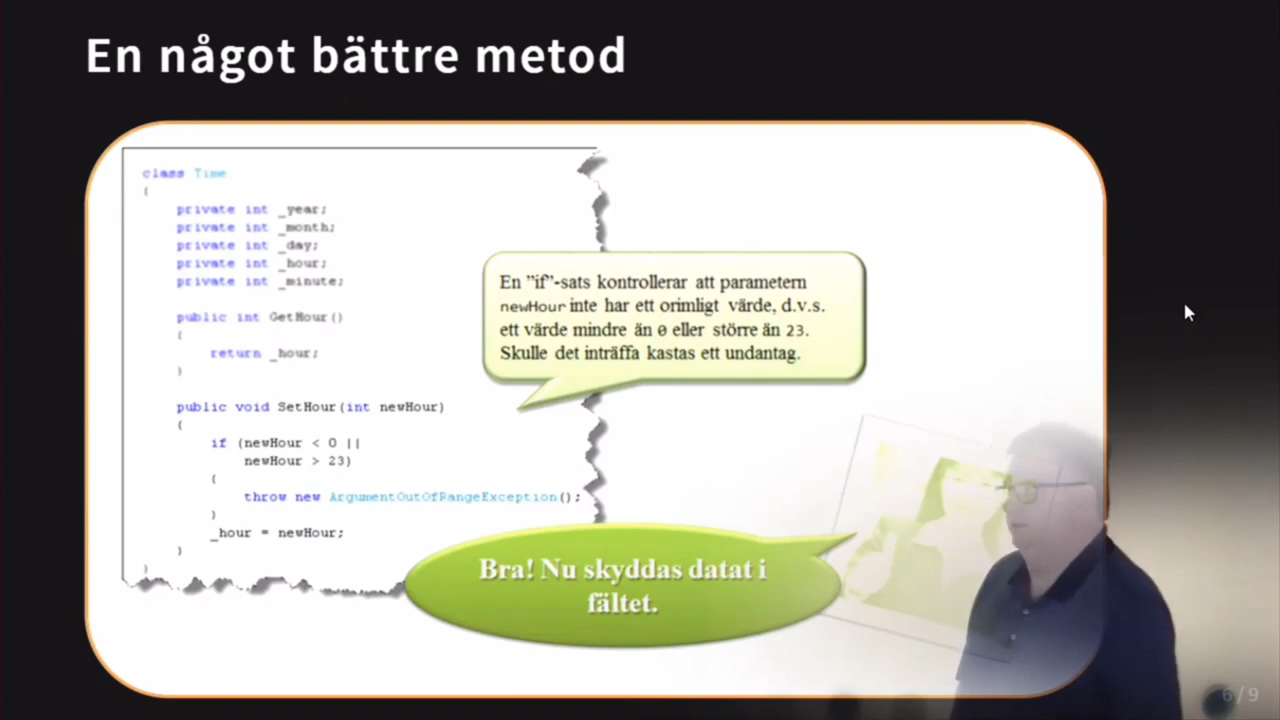 En något bättre metod
class Time
{
private int _year;
private int _month;
private int _day;
private int _hour;
private int _minute;
public int GetHour()
{
return _hour;
}
public void SetHour(int newHour)
{
if (newHour < 0 ||
newHour > 23)
{
throw new ArgumentOutOfRangeException();
}
_hour = newHour;
}
}
En ”if”-sats kontrollerar att parametern
newHour inte har ett orimligt värde, d.v.s.
ett värde mindre än 0 eller större än 23.
Skulle det inträffa kastas ett undantag.
Bra! Nu skyddas datat i
fältet.
6/9